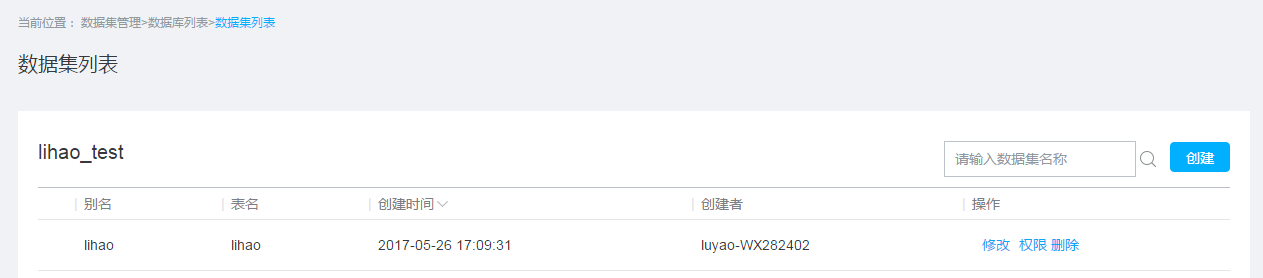 当前位置：数据集管理>数据库列表>数据集列表
数据集列表
lihao_test
请输入数据集名称
创建
别名 表名 创建时间 创建者 操作
lihao lihao 2017-05-26 17:09:31 luyao-WX282402 修改 权限 删除